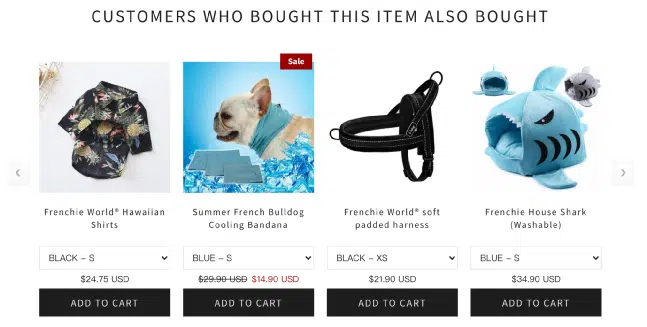 CUSTOMERS WHO BOUGHT THIS ITEM ALSO BOUGHT
Sale
Frenchie World® Hawaiian
Shirts
BLACK - S
$24.75 USD
ADD TO CART
Summer French Bulldog
Cooling Bandana
BLUE - S
$29.90 USD $14.90 USD
ADD TO CART
Frenchie World® soft
padded harness
BLACK - XS
$21.90 USD
ADD TO CART
Frenchie House Shark
(Washable)
BLUE - S
$34.90 USD
ADD TO CART